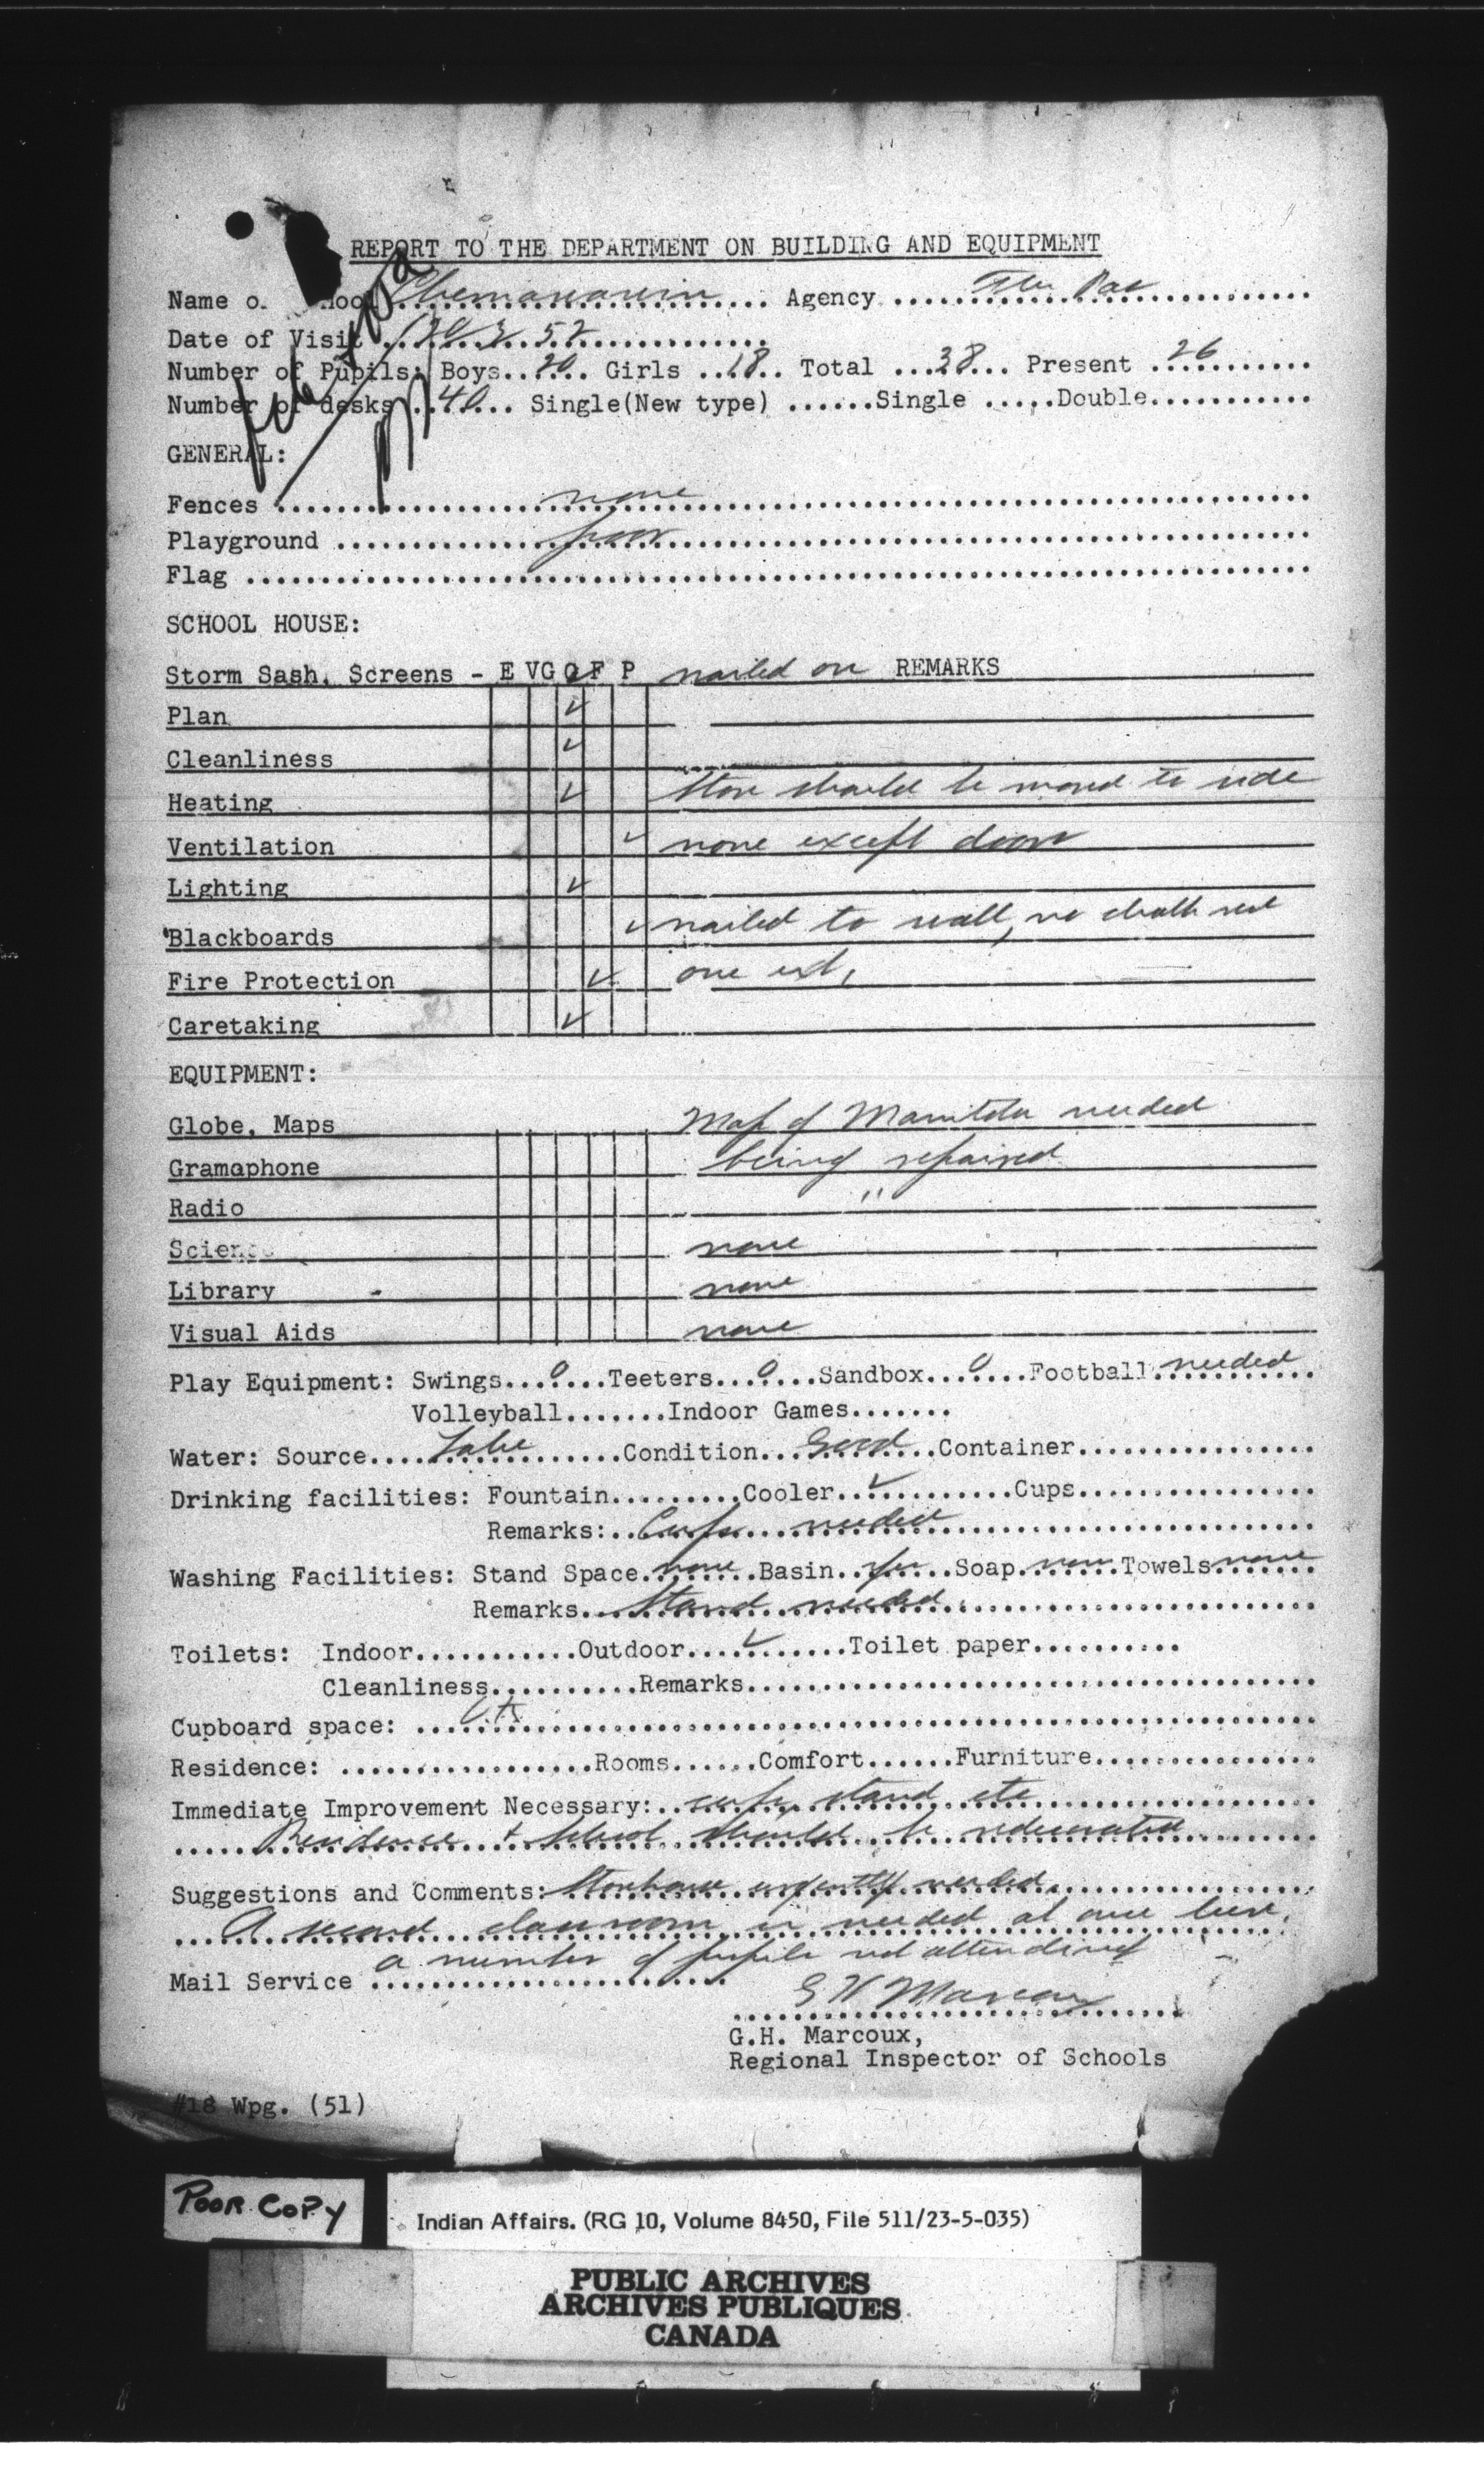 REPORT TO THE DEPARTMENT ON BUILDING AND EQUIPMENT
Name o. hool Chemawawin Agency The Pas
Date of Visit 52
Number of Pupils: Boys 20 Girls 18 Total 38 Present 26
Number of desks 40 Single(New type) Single Double
GENERAL:
Fences none
Playground poor
Flag
SCHOOL HOUSE:
Storm Sash, Screens - E VG G F P nailed on REMARKS
Plan ✓
Cleanliness ✓
Heating ✓ Stove should be moved to side
Ventilation ✓ none except door
Lighting ✓
Blackboards ✓ nailed to wall, no chalk rest
Fire Protection ✓ one ext.
Caretaking ✓
EQUIPMENT:
Globe, Maps Map of Manitoba needed
Gramaphone being repaired
Radio "
Science none
Library none
Visual Aids none
Play Equipment: Swings 0 Teeters 0 Sandbox 0 Football needed
Volleyball Indoor Games
Water: Source Lake Condition Good Container
Drinking facilities: Fountain Cooler ✓ Cups
Remarks: Cups needed
Washing Facilities: Stand Space none Basin yes Soap none Towels none
Remarks Stand needed
Toilets: Indoor Outdoor ✓ Toilet paper
Cleanliness Remarks
Cupboard space:
Residence: Rooms Comfort Furniture
Immediate Improvement Necessary: cups, stand etc
Residence + School should be redecorated
Suggestions and Comments: Storehouse urgently needed.
A second classroom is needed at once here.
a number of pupils not attending
Mail Service
G H Marcoux
G.H. Marcoux,
Regional Inspector of Schools
#18 Wpg. (51)
POOR COPY
Indian Affairs. (RG 10, Volume 8450, File 511/23-5-035)
PUBLIC ARCHIVES
ARCHIVES PUBLIQUES
CANADA